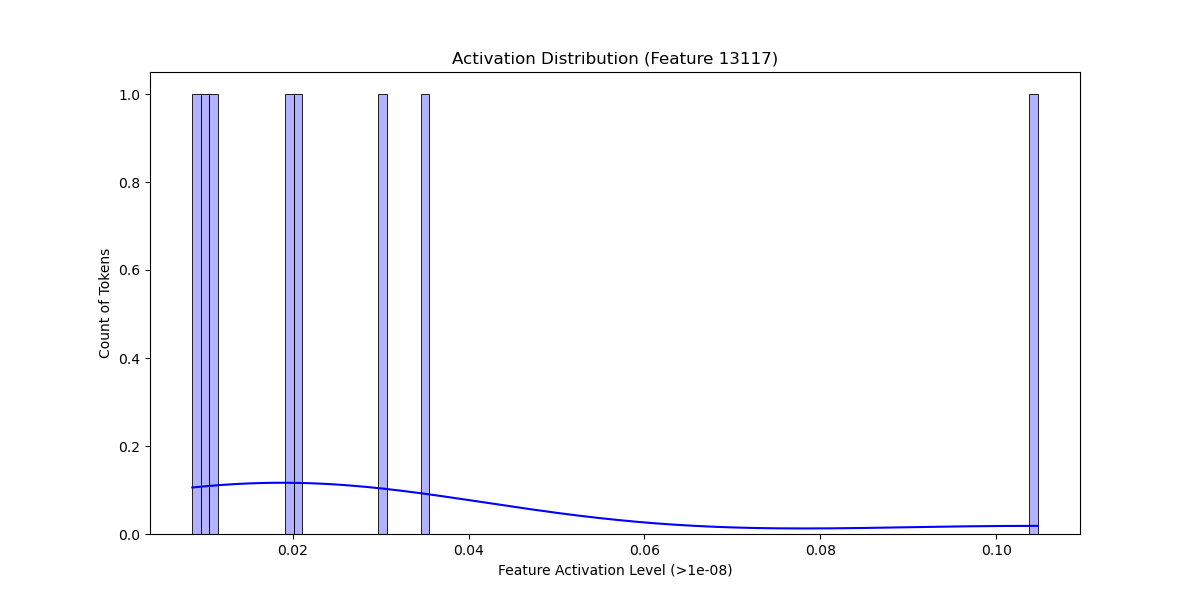 Activation Distribution (Feature 13117)
Count of Tokens
1.0
0.8
0.6
0.4
0.2
0.0
0.02 0.04 0.06 0.08 0.10
Feature Activation Level (>1e-08)